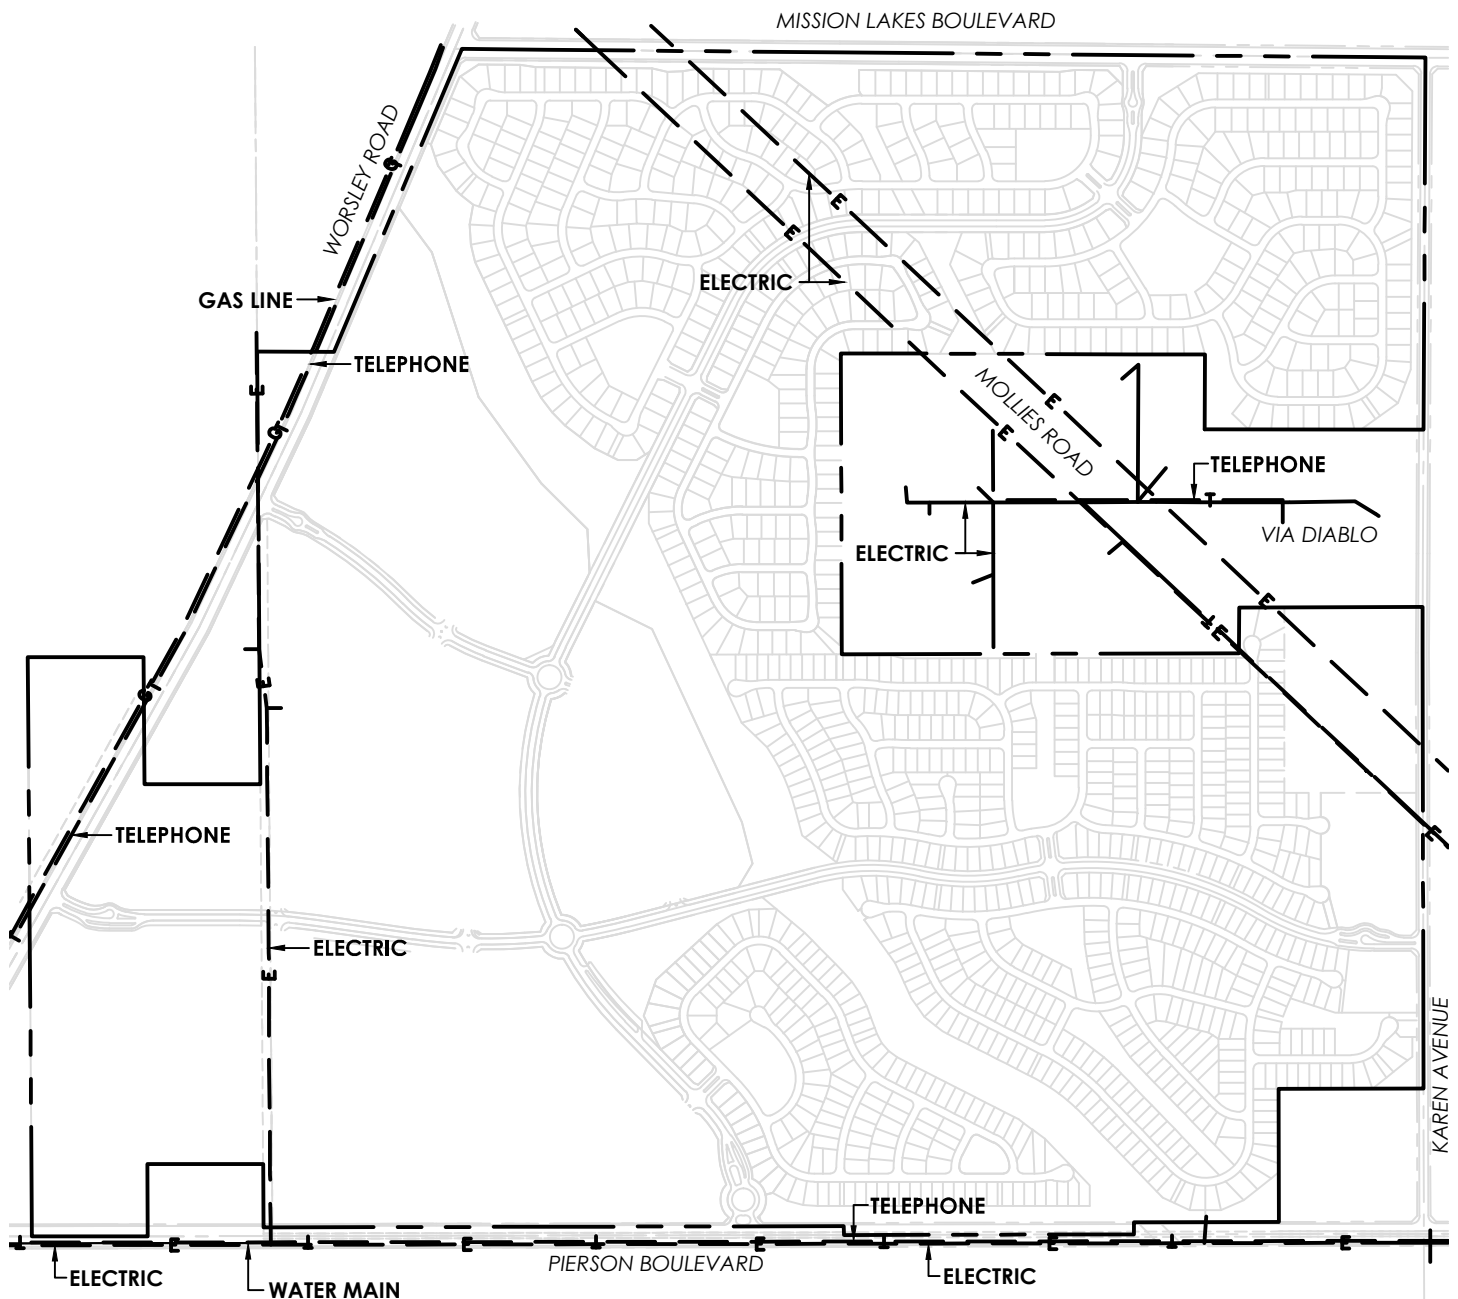 MISSION LAKES BOULEVARD
WORSLEY ROAD
G
E
E
ELECTRIC
GAS LINE
TELEPHONE
E
MOLLIES ROAD
E
G
T
E
TELEPHONE
T
VIA DIABLO
ELECTRIC
E
T
E
E
G
T
TELEPHONE
E
T
ELECTRIC
E
KAREN AVENUE
TELEPHONE
T
E
T
E
T
E
T
E
T
E
T
PIERSON BOULEVARD
ELECTRIC
WATER MAIN
ELECTRIC